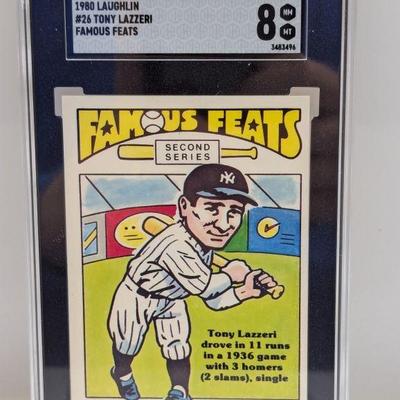 1980 LAUGHLIN
#26 TONY LAZZERI
FAMOUS FEATS
8 NM MT
3483496
FAMOUS FEATS
SECOND
SERIES
NY
Tony Lazzeri
drove in 11 runs
in a 1936 game
with 3 homers
(2 slams), single